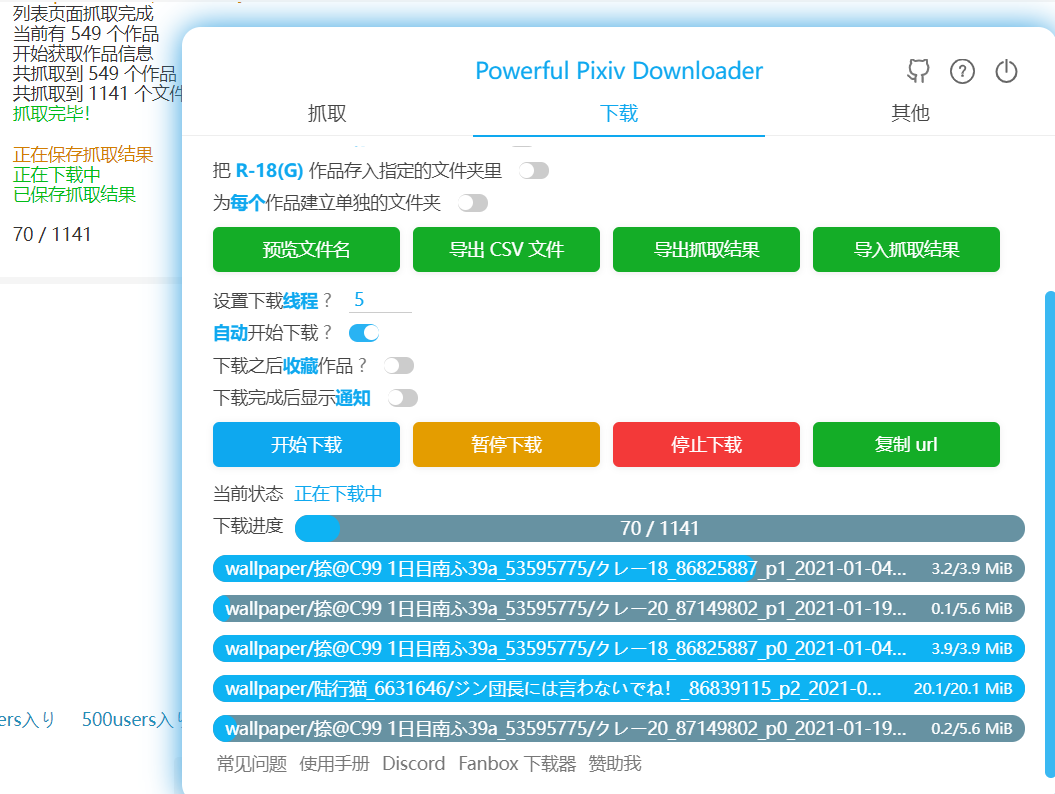 列表页面抓取完成
当前有 549 个作品
开始获取作品信息
共抓取到 549 个作品
共抓取到 1141 个文件
抓取完毕！
正在保存抓取结果
正在下载中
已保存抓取结果
70 / 1141
Powerful Pixiv Downloader
抓取 下载 其他
把 R-18(G) 作品存入指定的文件夹里
为每个作品建立单独的文件夹
预览文件名 导出 CSV 文件 导出抓取结果 导入抓取结果
设置下载线程 ? 5
自动开始下载 ?
下载之后收藏作品 ?
下载完成后显示通知
开始下载 暂停下载 停止下载 复制 url
当前状态 正在下载中
下载进度 70 / 1141
wallpaper/捺@C99 1日目南ふ39a_53595775/クレー18_86825887_p1_2021-01-04... 3.2/3.9 MiB
wallpaper/捺@C99 1日目南ふ39a_53595775/クレー20_87149802_p1_2021-01-19... 0.1/5.6 MiB
wallpaper/捺@C99 1日目南ふ39a_53595775/クレー18_86825887_p0_2021-01-04... 3.9/3.9 MiB
wallpaper/陆行猫_6631646/ジン団長には言わないでね！_86839115_p2_2021-0... 20.1/20.1 MiB
wallpaper/捺@C99 1日目南ふ39a_53595775/クレー20_87149802_p0_2021-01-19... 0.2/5.6 MiB
常见问题 使用手册 Discord Fanbox 下载器 赞助我
ers入り 500users入り